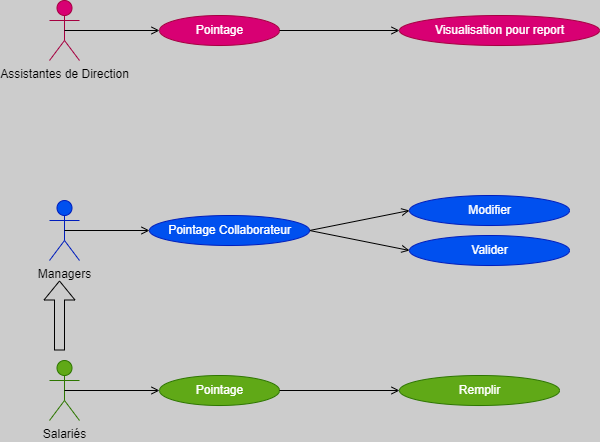 Pointage
Visualisation pour report
Assistantes de Direction
Modifier
Pointage Collaborateur
Valider
Managers
Pointage
Remplir
Salariés